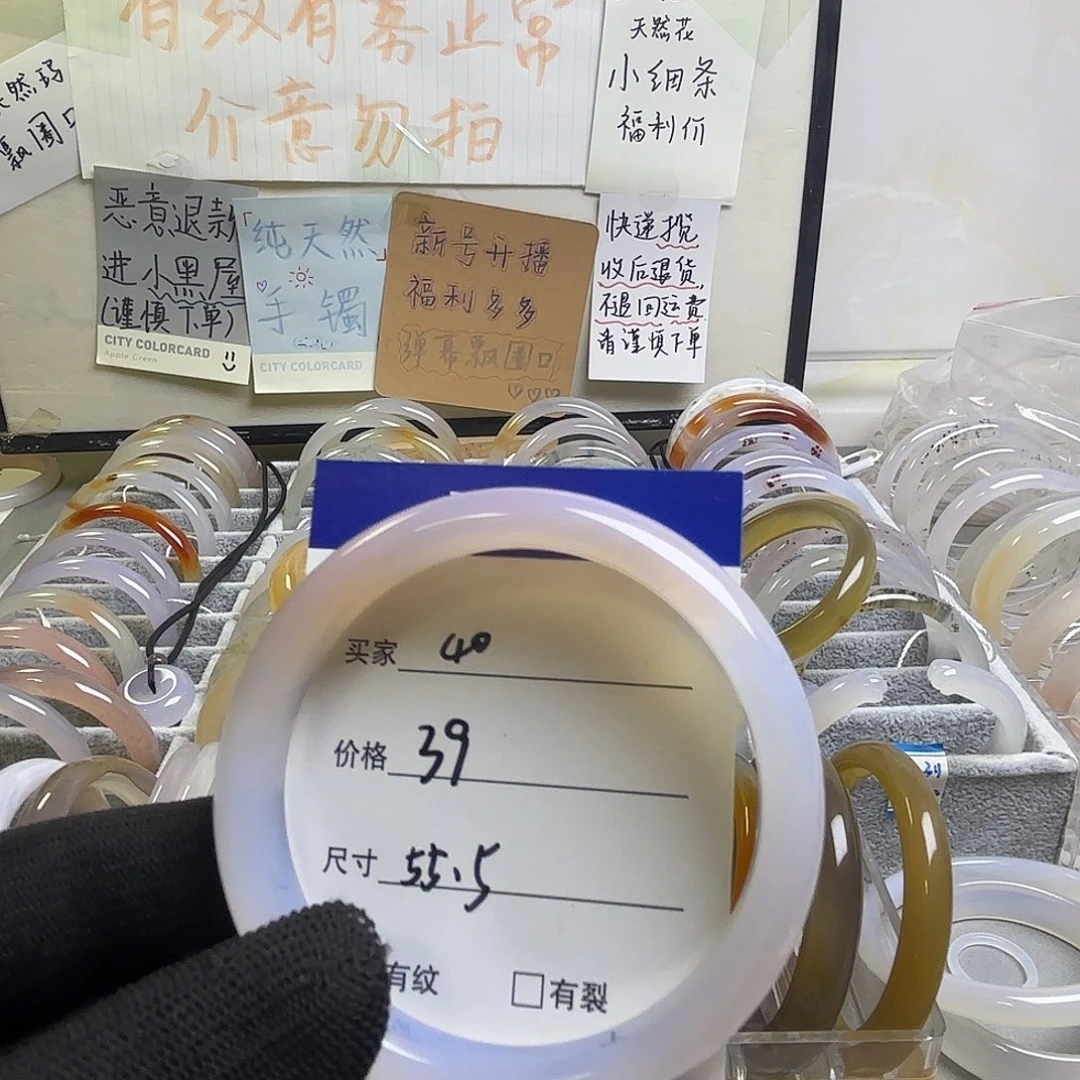 有纹有雾正常
介意勿拍
天然花
小细条
福利价
然玛
飘圈口
恶意退款
进小黑屋
(谨慎下单)
CITY COLORCARD
Apple Green
「纯天然」
手镯
CITY COLORCARD
新号开播
福利多多
弹幕飘圈口
快递揽
收后退货,
不退回运费
请谨慎下单
买家 40
价格 39
尺寸 55.5
有纹 □有裂